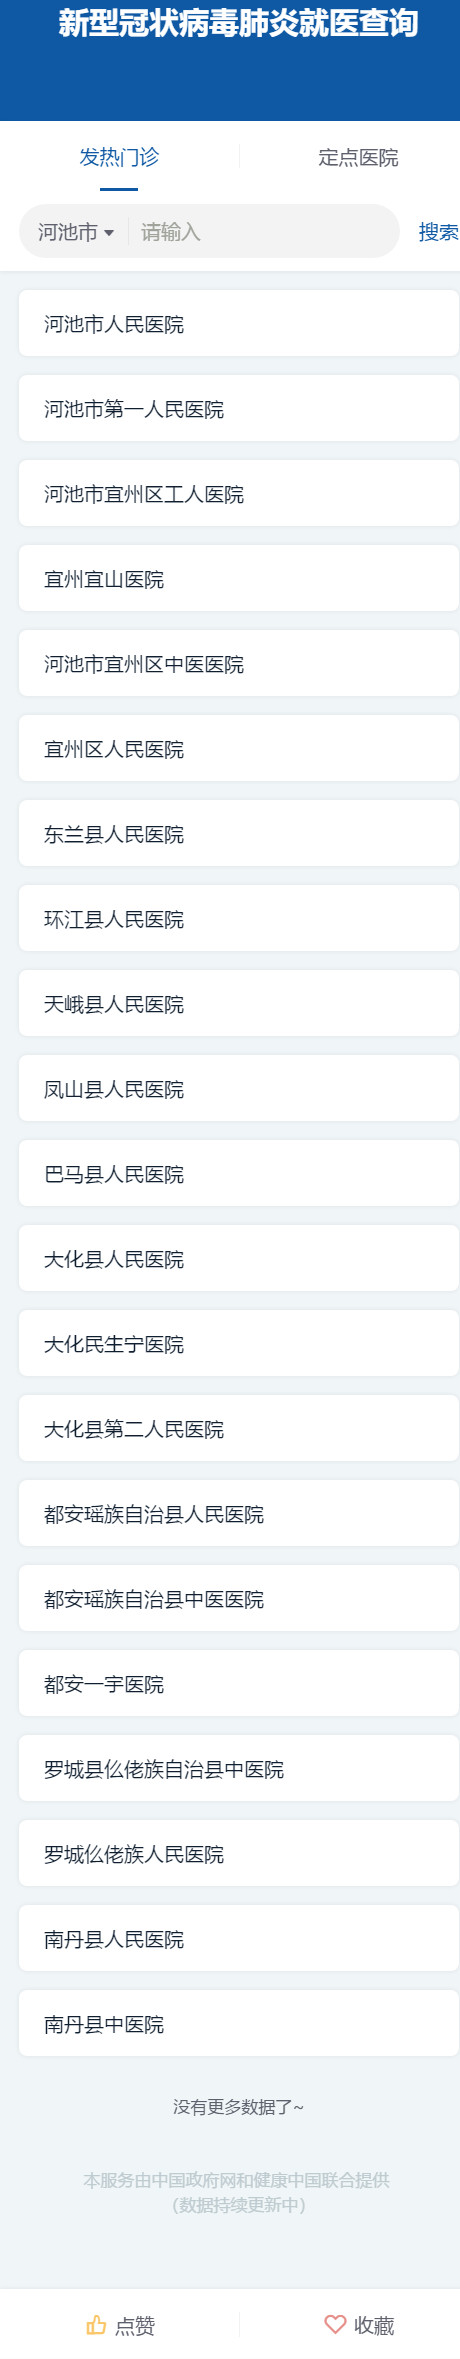 新型冠状病毒肺炎就医查询
发热门诊 定点医院
河池市 请输入 搜索
河池市人民医院
河池市第一人民医院
河池市宜州区工人医院
宜州宜山医院
河池市宜州区中医医院
宜州区人民医院
东兰县人民医院
环江县人民医院
天峨县人民医院
凤山县人民医院
巴马县人民医院
大化县人民医院
大化民生宁医院
大化县第二人民医院
都安瑶族自治县人民医院
都安瑶族自治县中医医院
都安一宇医院
罗城县仫佬族自治县中医院
罗城仫佬族人民医院
南丹县人民医院
南丹县中医院
没有更多数据了~
本服务由中国政府网和健康中国联合提供
（数据持续更新中）
点赞 收藏